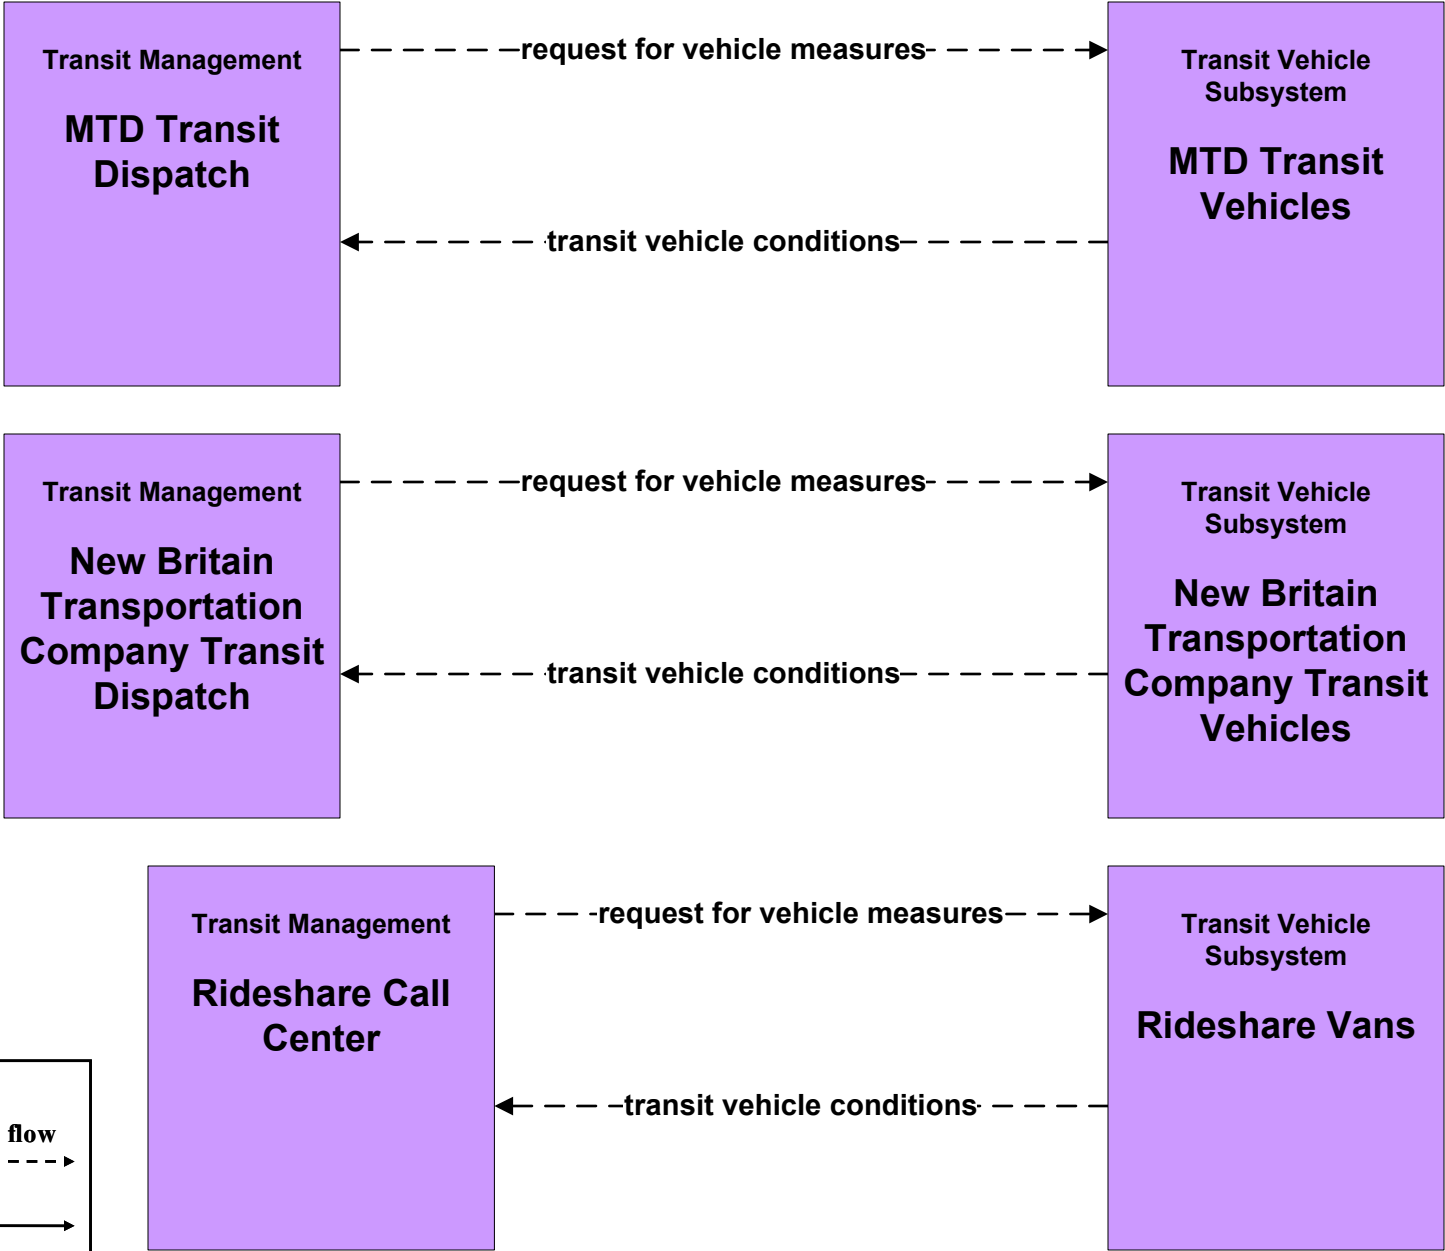 Transit Management
MTD Transit
Dispatch
request for vehicle measures
transit vehicle conditions
Transit Vehicle
Subsystem
MTD Transit
Vehicles
Transit Management
New Britain
Transportation
Company Transit
Dispatch
request for vehicle measures
transit vehicle conditions
Transit Vehicle
Subsystem
New Britain
Transportation
Company Transit
Vehicles
Transit Management
Rideshare Call
Center
request for vehicle measures
transit vehicle conditions
Transit Vehicle
Subsystem
Rideshare Vans
flow